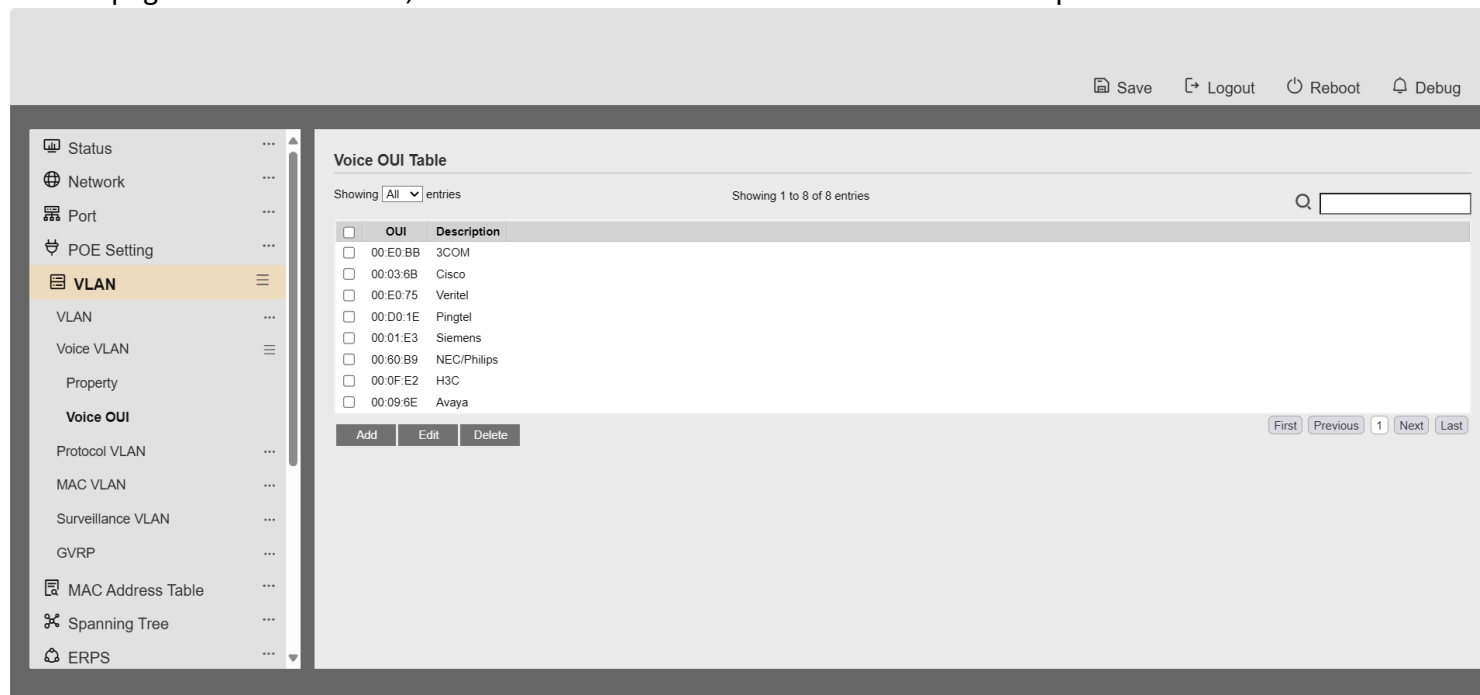 Save Logout Reboot Debug
Status
Network
Port
POE Setting
VLAN
VLAN
Voice VLAN
Property
Voice OUI
Protocol VLAN
MAC VLAN
Surveillance VLAN
GVRP
MAC Address Table
Spanning Tree
ERPS
Voice OUI Table
Showing All entries Showing 1 to 8 of 8 entries
OUI Description
00:E0:BB 3COM
00:03:6B Cisco
00:E0:75 Veritel
00:D0:1E Pingtel
00:01:E3 Siemens
00:60:B9 NEC/Philips
00:0F:E2 H3C
00:09:6E Avaya
Add Edit Delete
First Previous 1 Next Last